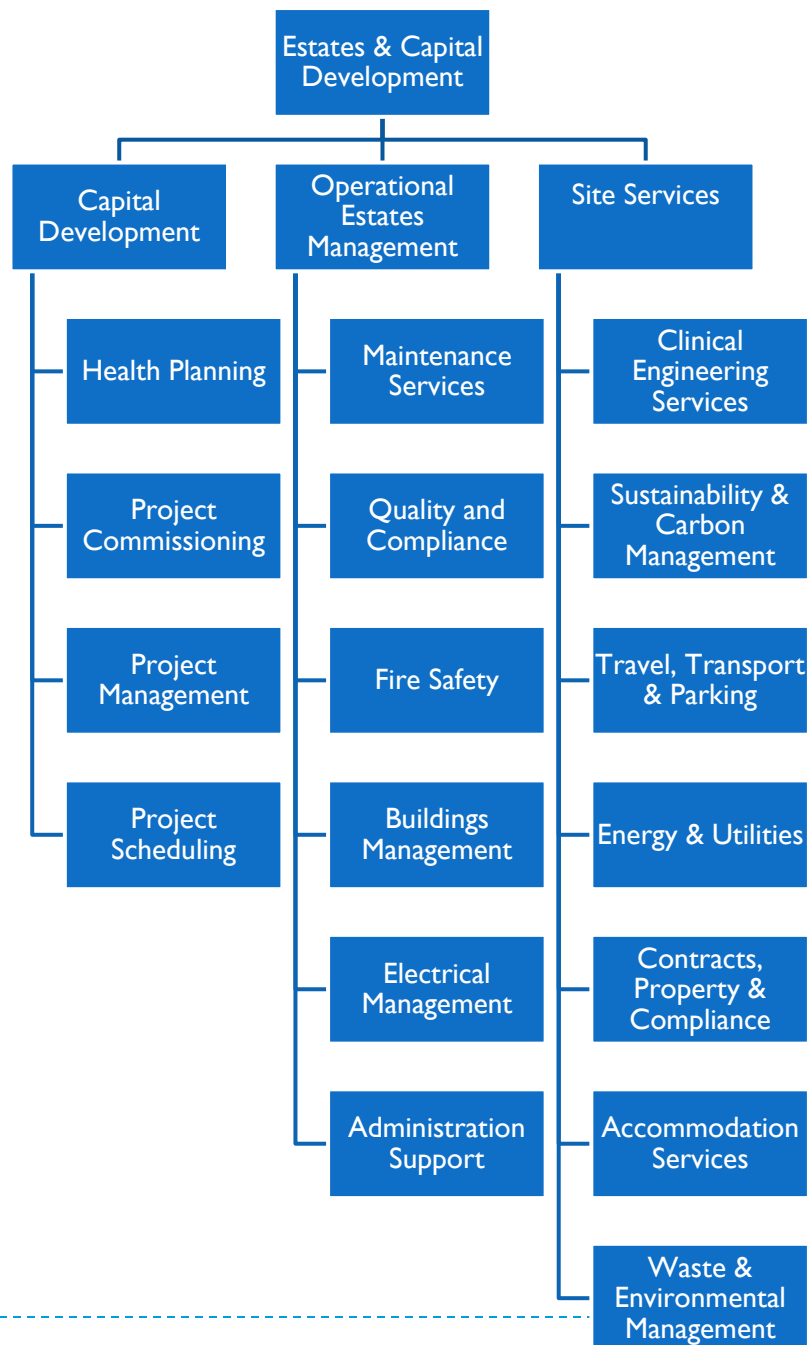 Estates & Capital
Development
Capital
Development
Health Planning
Project
Commissioning
Project
Management
Project
Scheduling
Operational
Estates
Management
Maintenance
Services
Quality and
Compliance
Fire Safety
Buildings
Management
Electrical
Management
Administration
Support
Site Services
Clinical
Engineering
Services
Sustainability &
Carbon
Management
Travel, Transport
& Parking
Energy & Utilities
Contracts,
Property &
Compliance
Accommodation
Services
Waste &
Environmental
Management